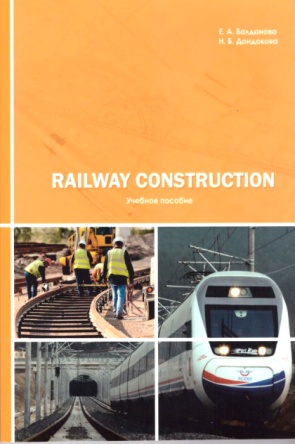 Е. А. Балданова
Н. Б. Дондокова
RAILWAY CONSTRUCTION
Учебное пособие